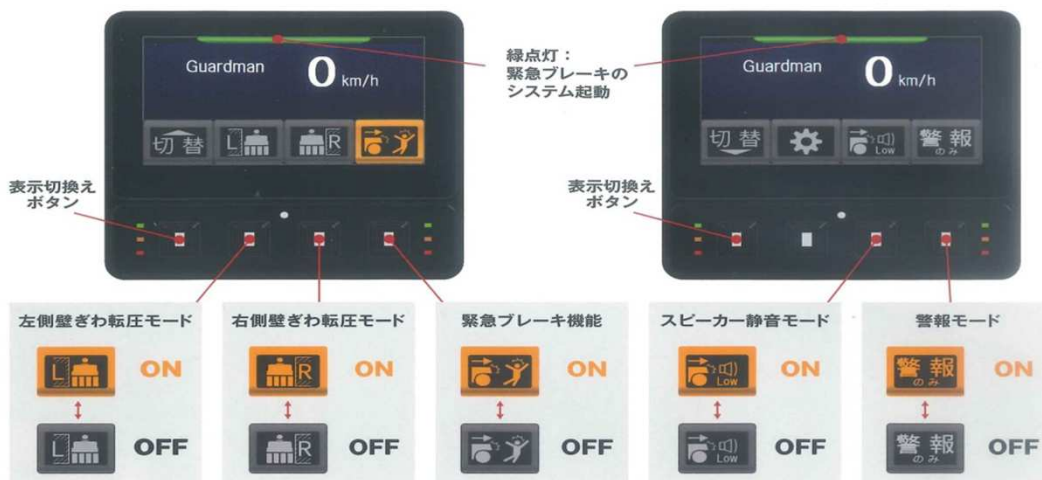 Guardman
0 km/h
切替
L
R
緑点灯：
緊急ブレーキの
システム起動
Guardman
0 km/h
切替
Low
警報
のみ
表示切換え
ボタン
表示切換え
ボタン
左側壁ぎわ転圧モード
L
ON
L
OFF
右側壁ぎわ転圧モード
R
ON
R
OFF
緊急ブレーキ機能
ON
OFF
スピーカー静音モード
Low
ON
Low
OFF
警報モード
警報
のみ
ON
警報
のみ
OFF